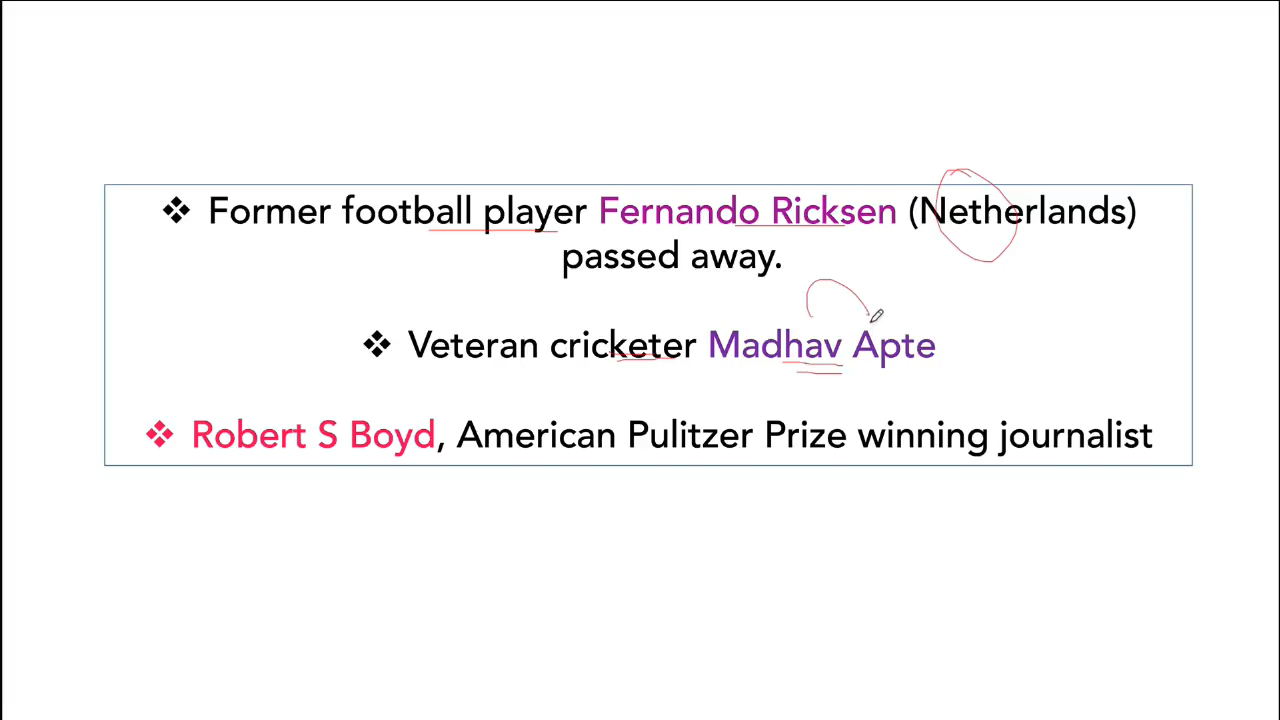 ❖ Former football player Fernando Ricksen (Netherlands)
passed away.
❖ Veteran cricketer Madhav Apte
❖ Robert S Boyd, American Pulitzer Prize winning journalist